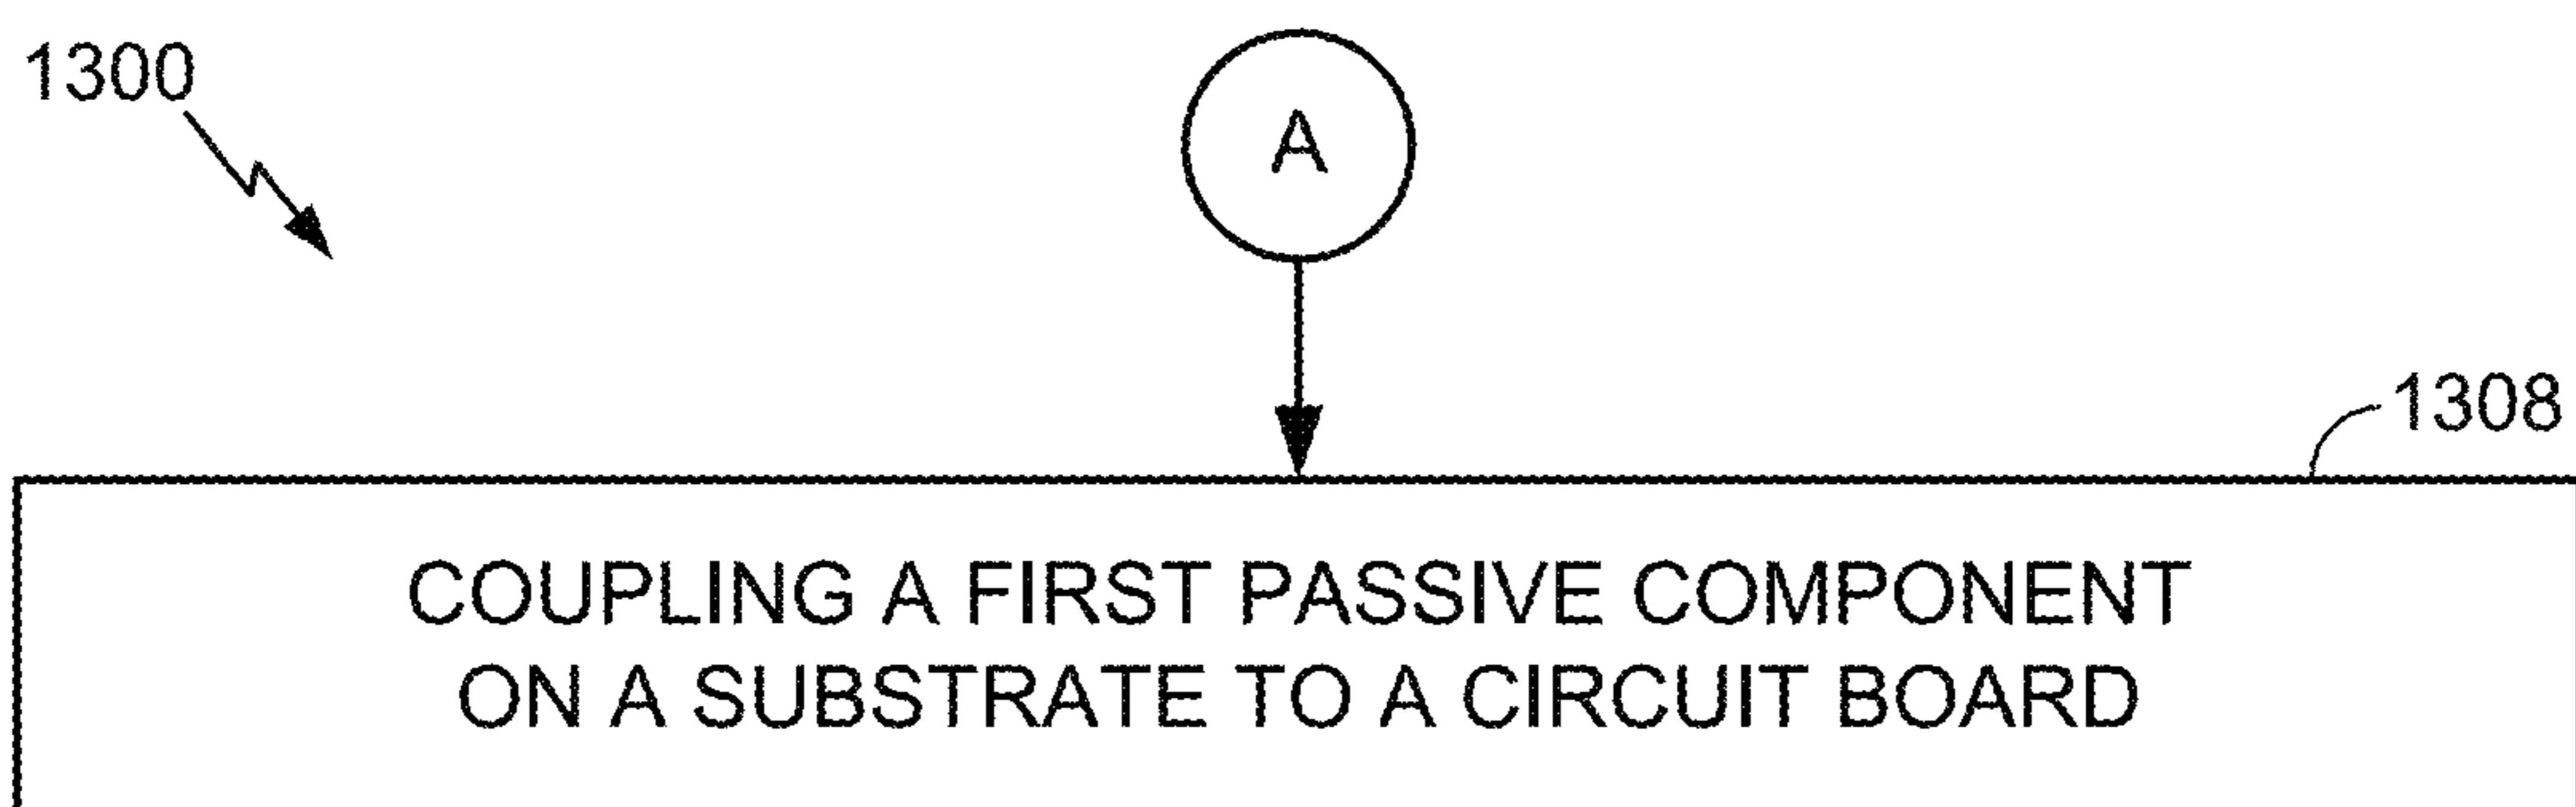 1300
A
1308
COUPLING A FIRST PASSIVE COMPONENT
ON A SUBSTRATE TO A CIRCUIT BOARD